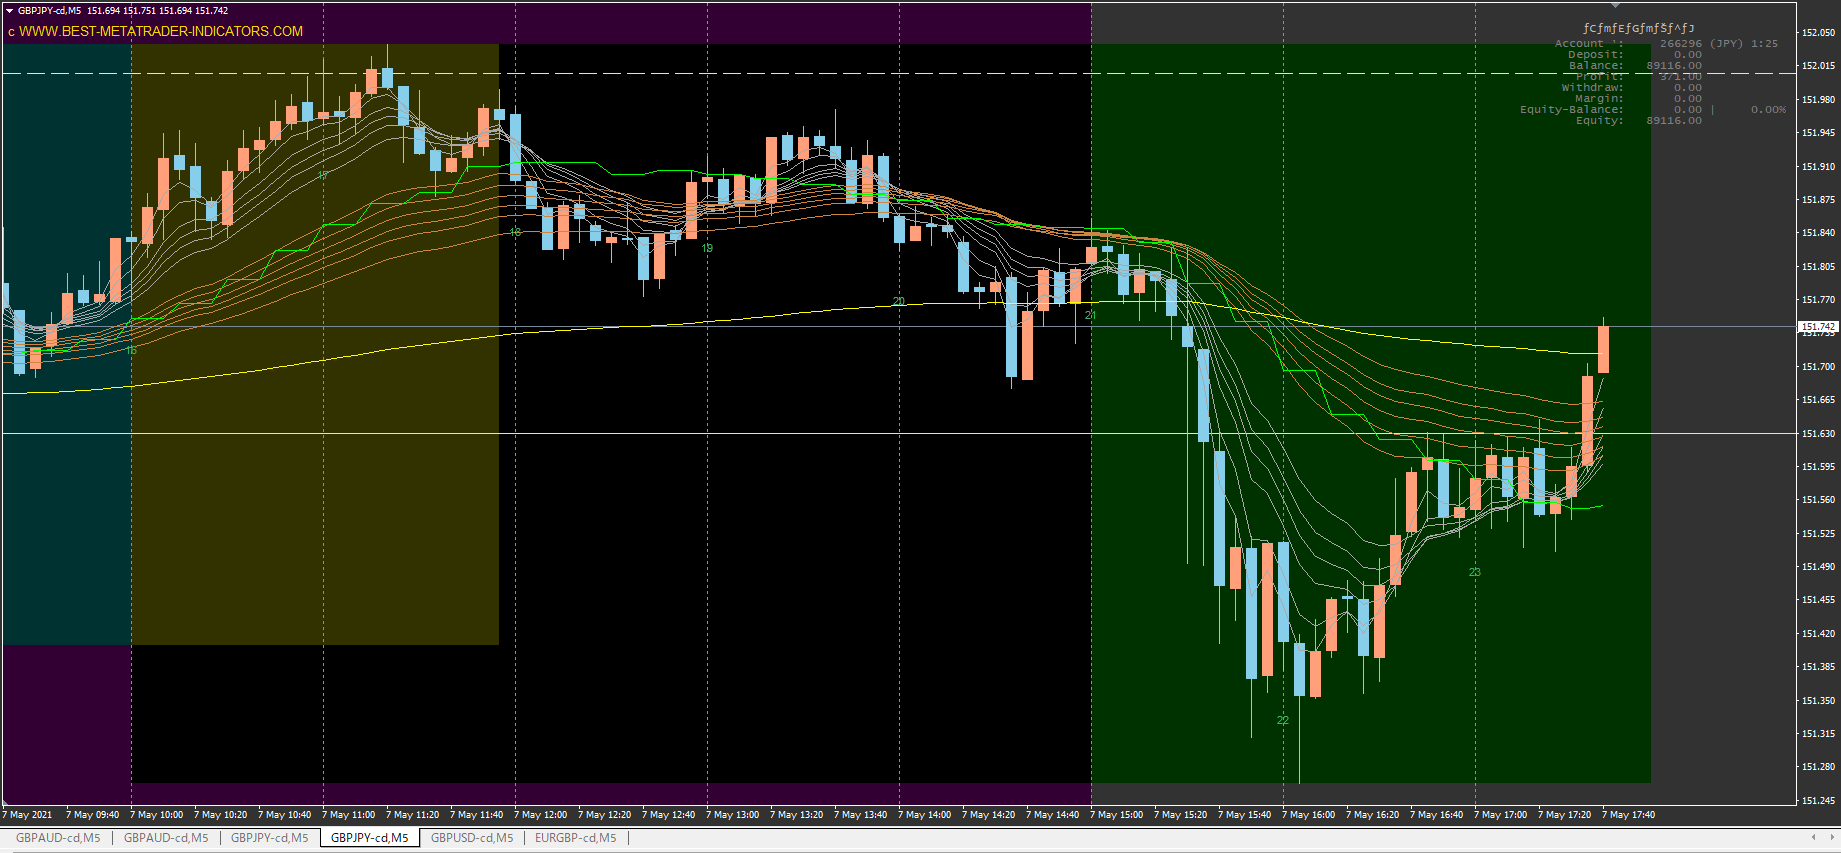 GBPJPY-cd,M5 151.694 151.751 151.694 151.742
c WWW.BEST-METATRADER-INDICATORS.COM
ƒCƒmƒEƒGƒmƒŠƒ^ƒJ
Account ': 266296 (JPY) 1:25
Deposit: 0.00
Balance: 89116.00
Profit: 371.00
Withdraw: 0.00
Margin: 0.00
Equity-Balance: 0.00 | 0.00%
Equity: 89116.00
152.050
152.015
151.980
151.945
151.910
151.875
151.840
151.805
151.770
151.742
151.735
151.700
151.665
151.630
151.595
151.560
151.525
151.490
151.455
151.420
151.385
151.350
151.315
151.280
151.245
16
17
18
19
20
21
22
23
7 May 2021 7 May 09:40 7 May 10:00 7 May 10:20 7 May 10:40 7 May 11:00 7 May 11:20 7 May 11:40 7 May 12:00 7 May 12:20 7 May 12:40 7 May 13:00 7 May 13:20 7 May 13:40 7 May 14:00 7 May 14:20 7 May 14:40 7 May 15:00 7 May 15:20 7 May 15:40 7 May 16:00 7 May 16:20 7 May 16:40 7 May 17:00 7 May 17:20 7 May 17:40
GBPAUD-cd,M5 GBPAUD-cd,M5 GBPJPY-cd,M5 GBPJPY-cd,M5 GBPUSD-cd,M5 EURGBP-cd,M5